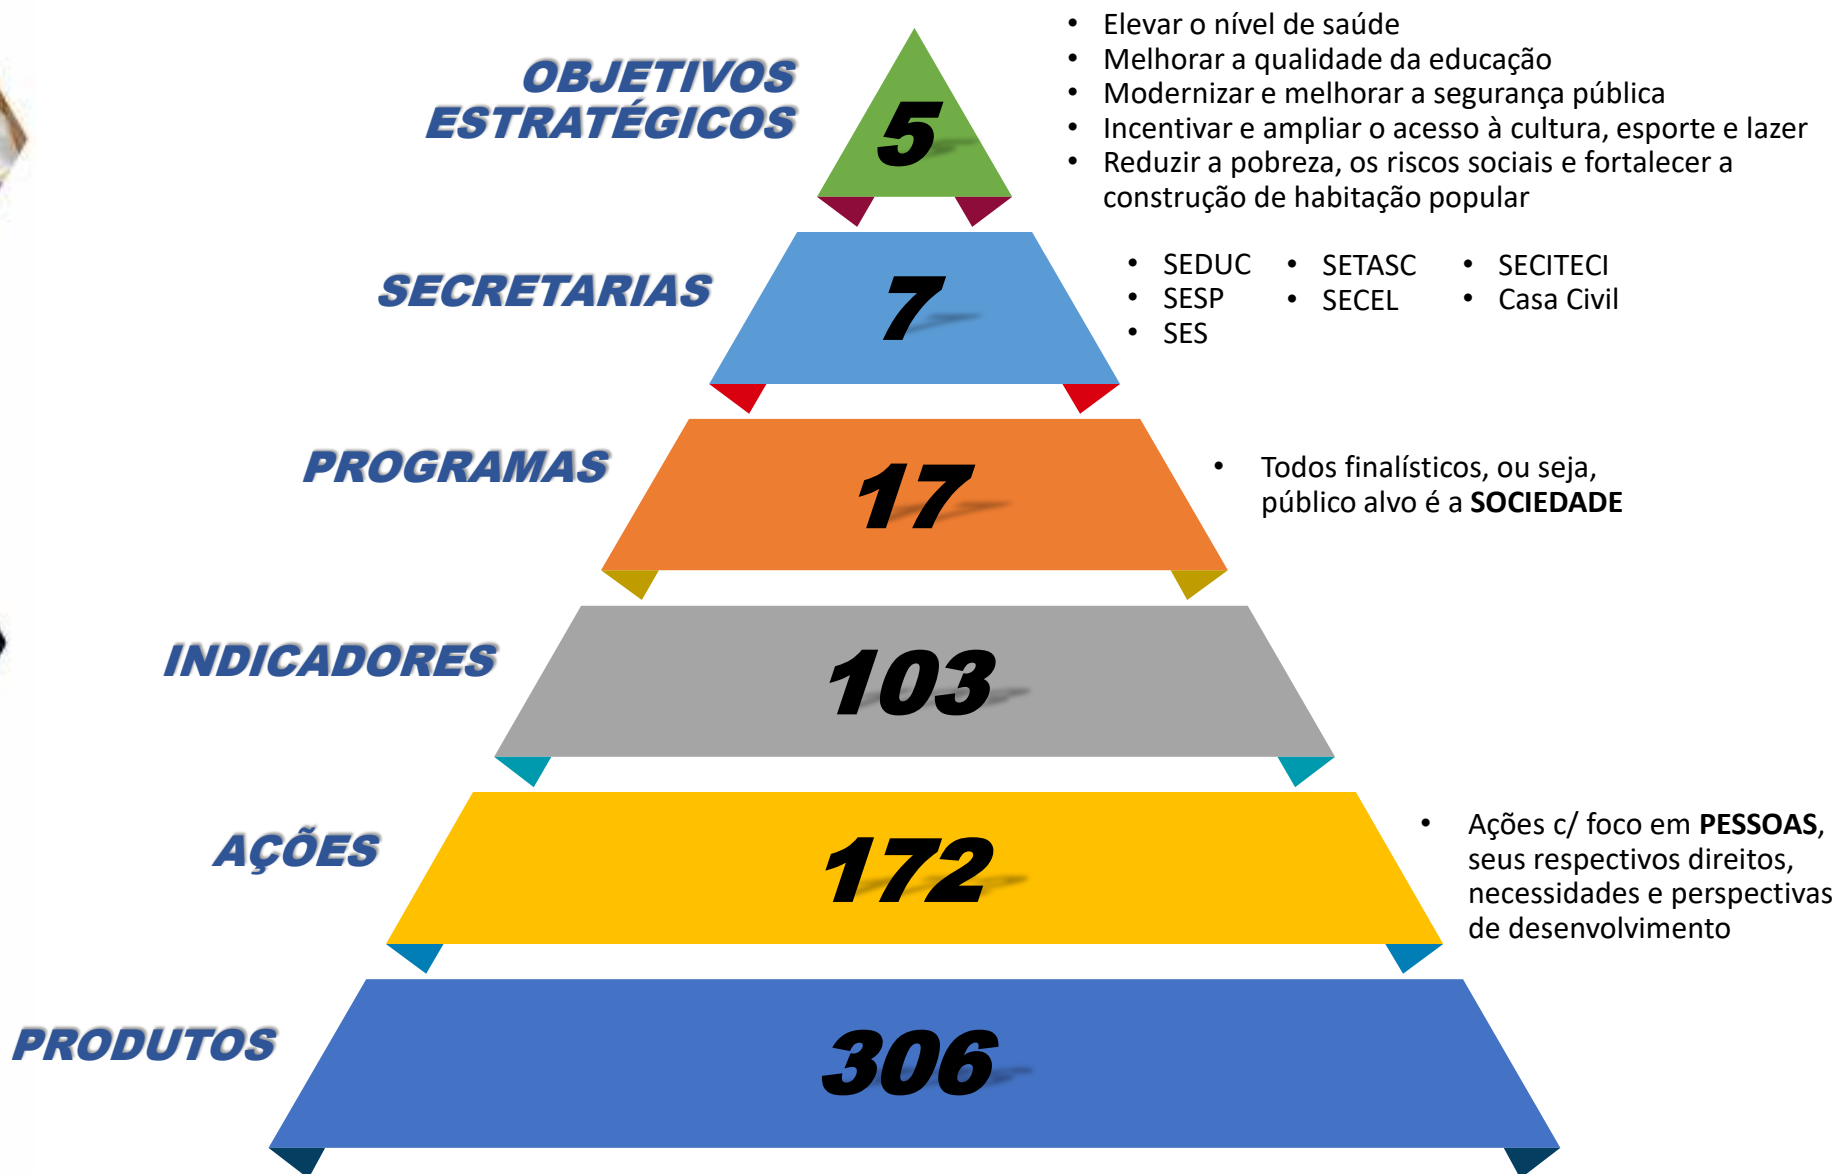 OBJETIVOS
ESTRATÉGICOS
5
• Elevar o nível de saúde
• Melhorar a qualidade da educação
• Modernizar e melhorar a segurança pública
• Incentivar e ampliar o acesso à cultura, esporte e lazer
• Reduzir a pobreza, os riscos sociais e fortalecer a
construção de habitação popular
SECRETARIAS
7
• SEDUC
• SESP
• SES
• SETASC
• SECEL
• SECITECI
• Casa Civil
PROGRAMAS
17
• Todos finalísticos, ou seja,
público alvo é a SOCIEDADE
INDICADORES
103
AÇÕES
172
• Ações c/ foco em PESSOAS,
seus respectivos direitos,
necessidades e perspectivas
de desenvolvimento
PRODUTOS
306